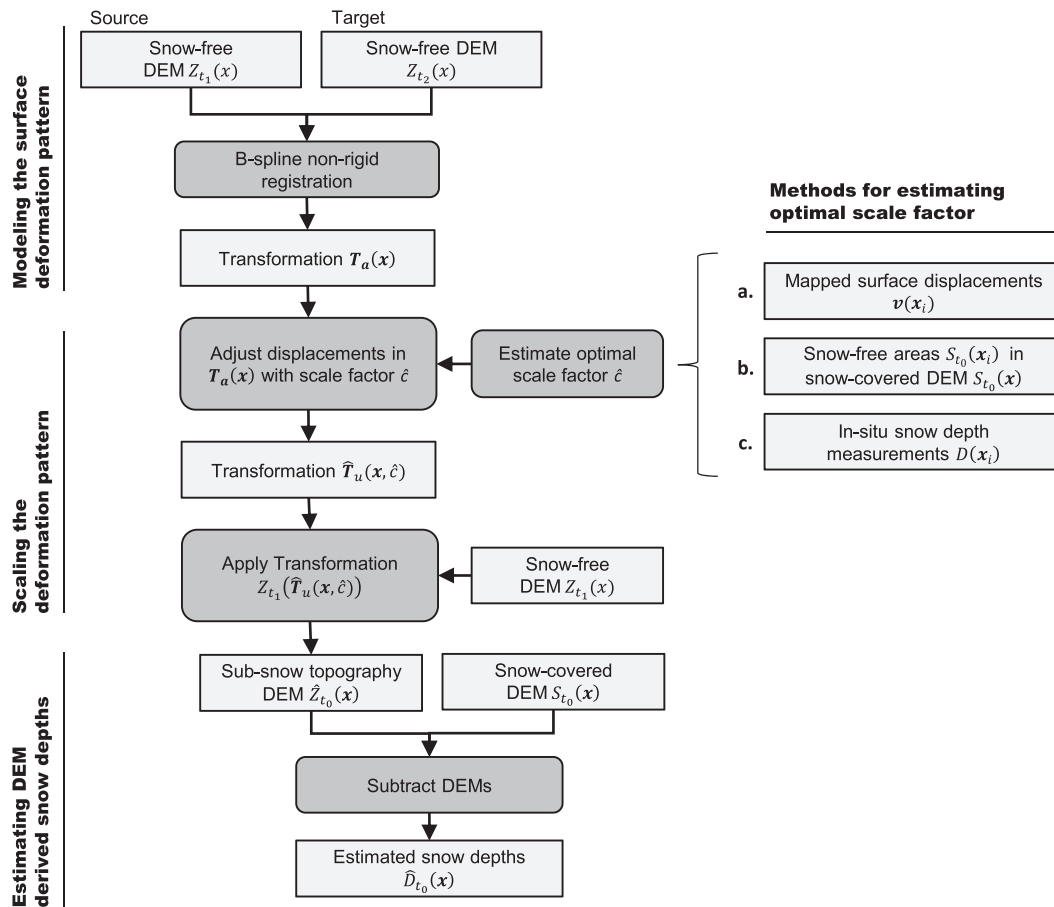 Source
Target
Snow-free
DEM Z_{t_1}(x)
Snow-free DEM
Z_{t_2}(x)
Modeling the surface
deformation pattern
B-spline non-rigid
registration
Transformation T_a(x)
Methods for estimating
optimal scale factor
a.
Mapped surface displacements
v(x_i)
b.
Snow-free areas S_{t_0}(x_i) in
snow-covered DEM S_{t_0}(x)
c.
In-situ snow depth
measurements D(x_i)
Scaling the
deformation pattern
Adjust displacements in
T_a(x) with scale factor ĉ
Estimate optimal
scale factor ĉ
Transformation T̂_u(x, ĉ)
Apply Transformation
Z_{t_1}(T̂_u(x, ĉ))
Snow-free
DEM Z_{t_1}(x)
Estimating DEM
derived snow depths
Sub-snow topography
DEM Ẑ_{t_0}(x)
Snow-covered
DEM S_{t_0}(x)
Subtract DEMs
Estimated snow depths
D̂_{t_0}(x)